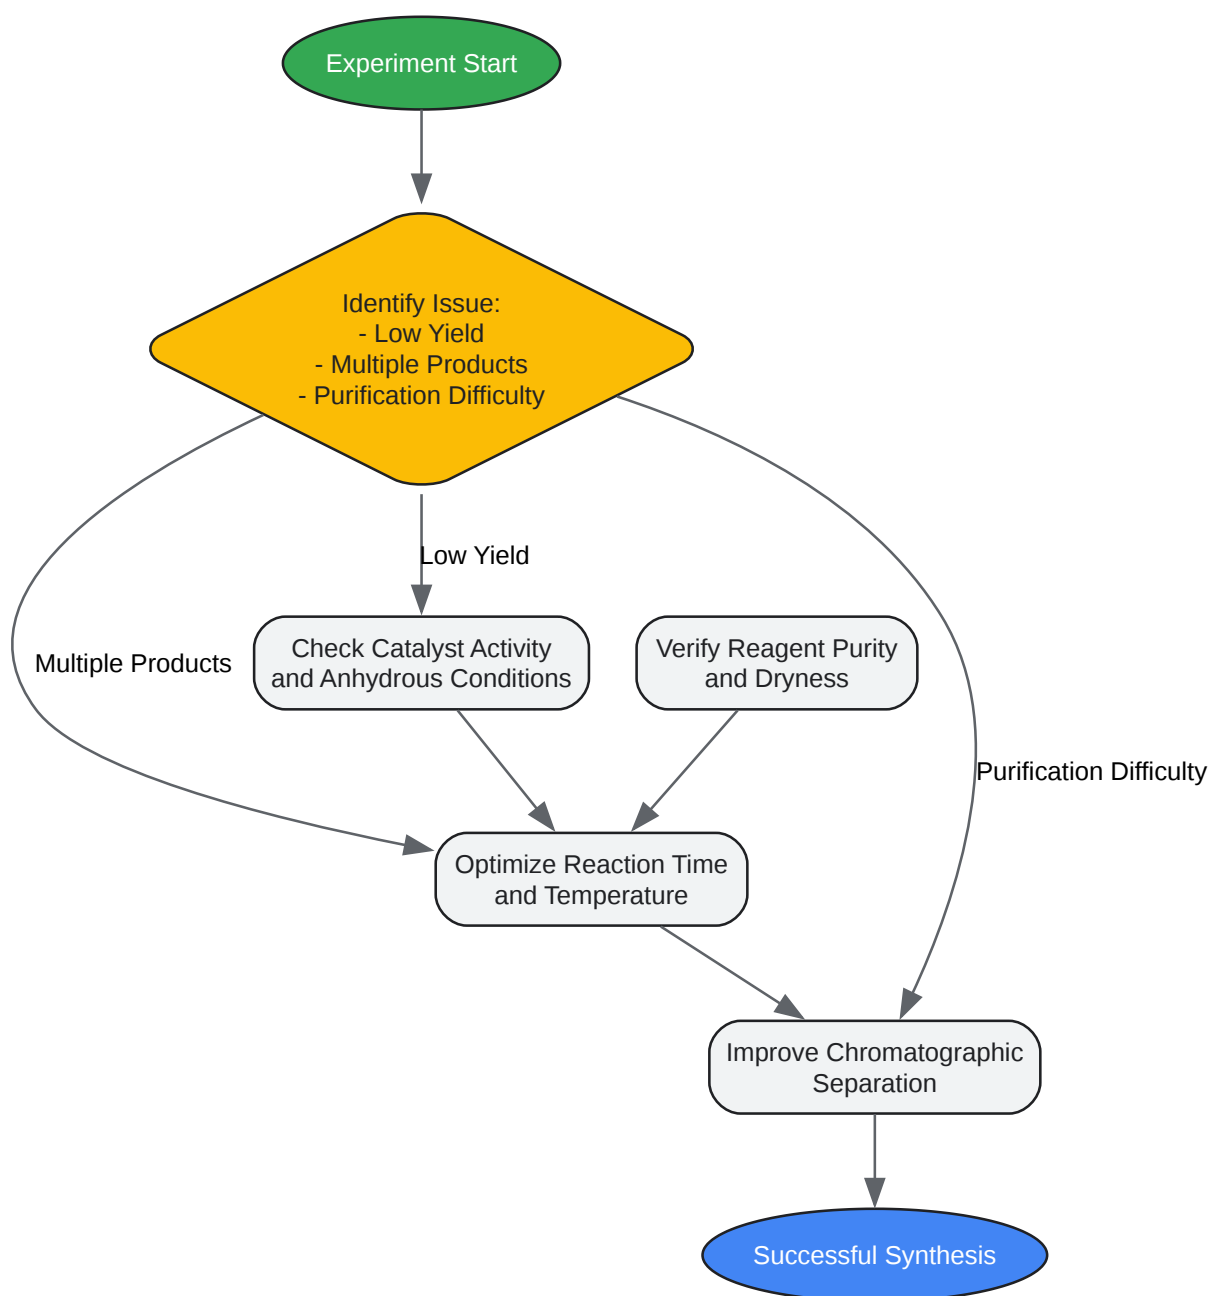 Experiment Start
Identify Issue:
- Low Yield
- Multiple Products
- Purification Difficulty
Low Yield
Check Catalyst Activity
and Anhydrous Conditions
Verify Reagent Purity
and Dryness
Multiple Products
Purification Difficulty
Optimize Reaction Time
and Temperature
Improve Chromatographic
Separation
Successful Synthesis